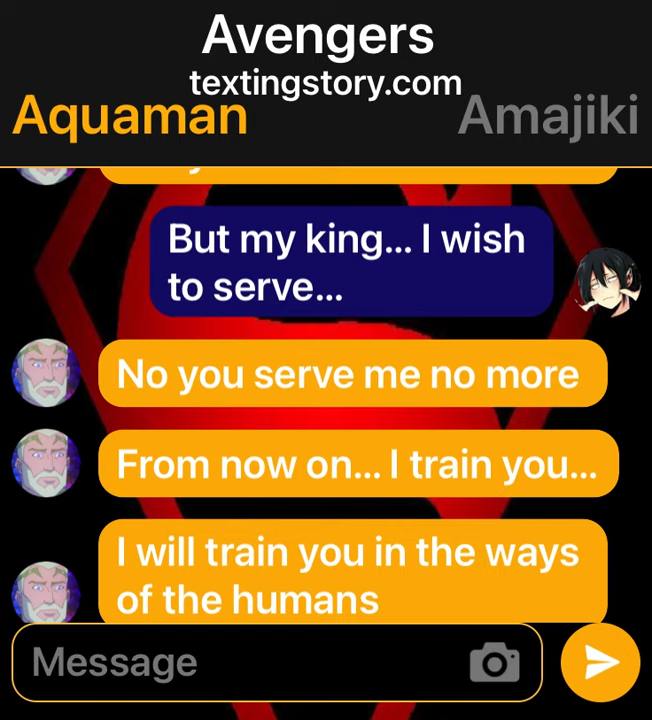 Avengers
textingstory.com
Aquaman
Amajiki
But my king... I wish
to serve...
No you serve me no more
From now on... I train you...
I will train you in the ways
of the humans
Message